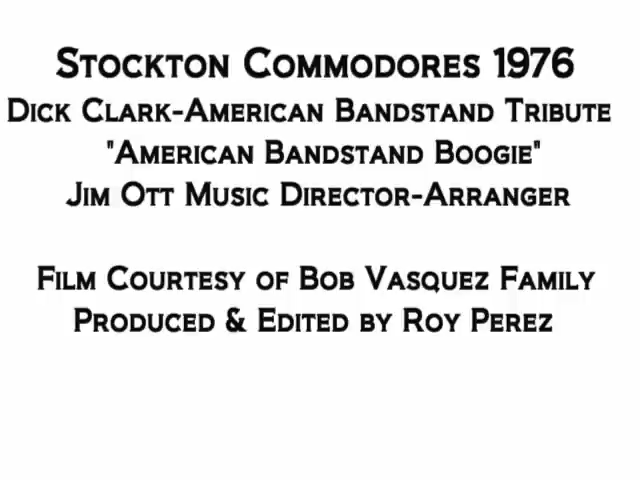 Stockton Commodores 1976
Dick Clark-American Bandstand Tribute
"American Bandstand Boogie"
Jim Ott Music Director-Arranger
Film Courtesy of Bob Vasquez Family
Produced & Edited by Roy Perez